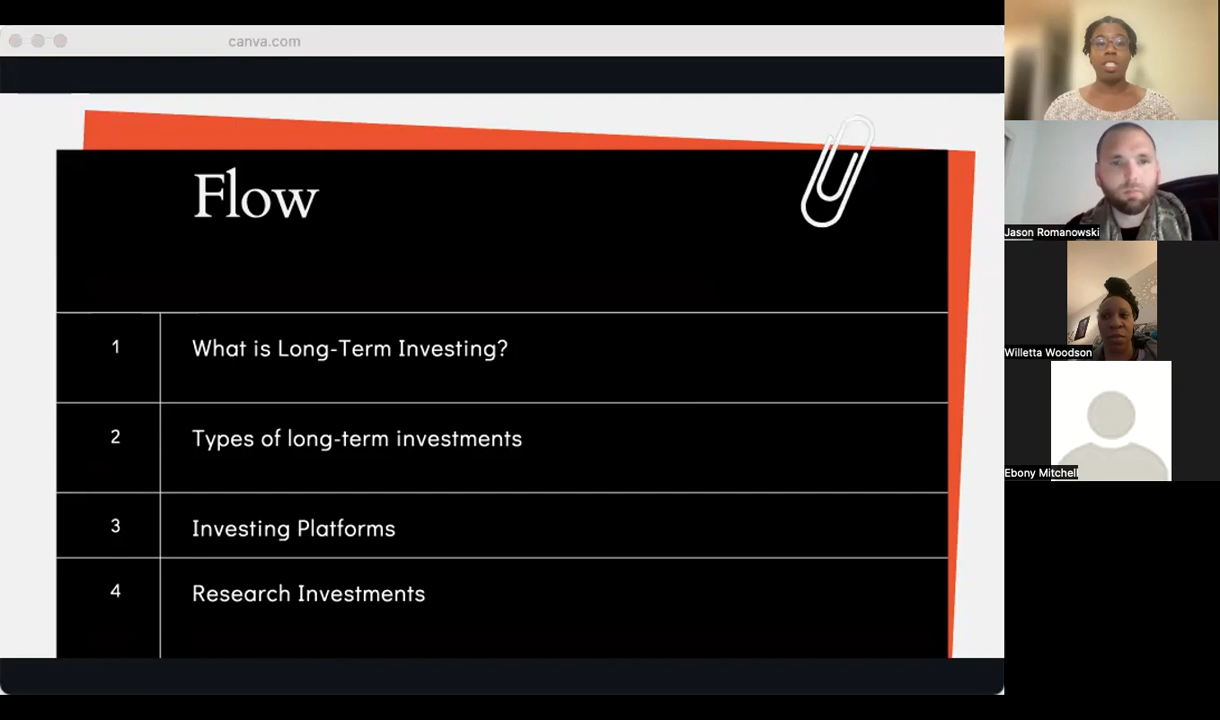 canva.com
Flow
1
What is Long-Term Investing?
2
Types of long-term investments
3
Investing Platforms
4
Research Investments
Jason Romanowski
Willetta Woodson
Ebony Mitchell